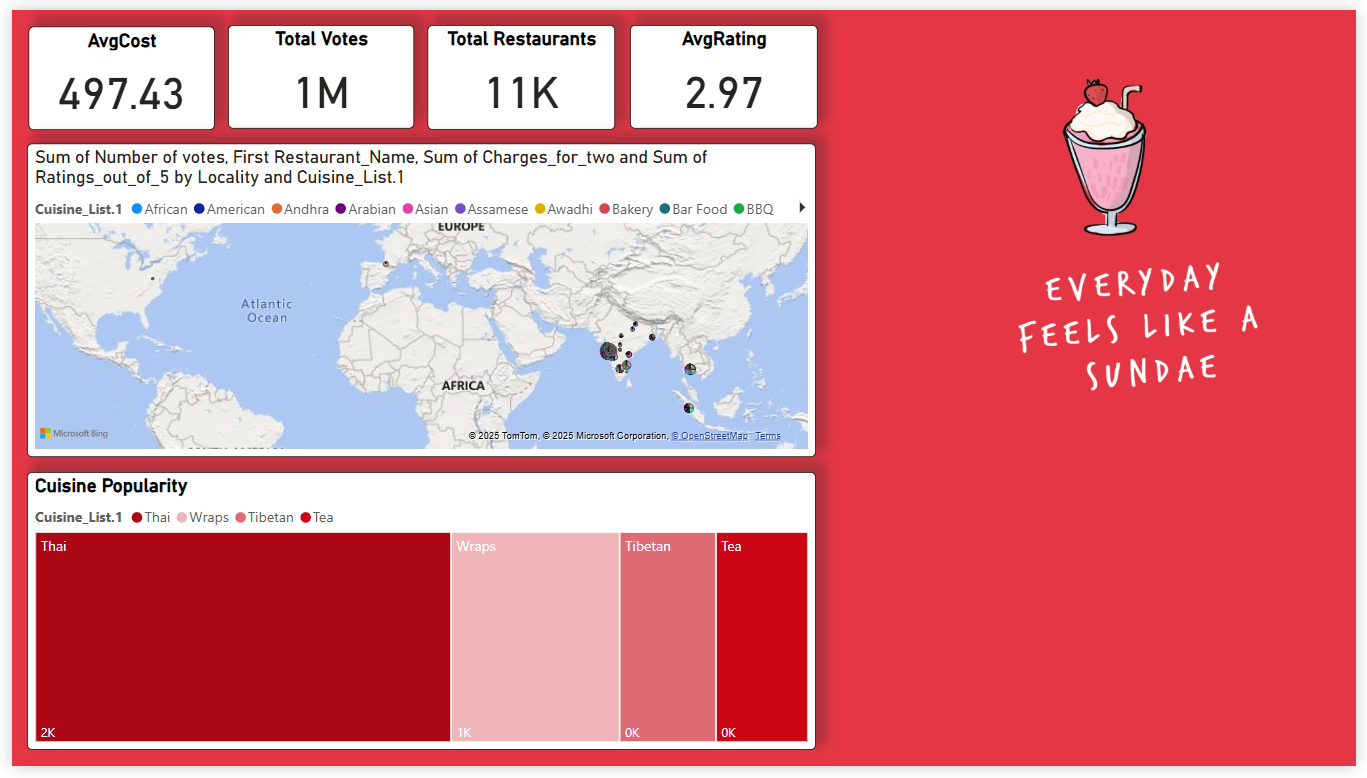 AvgCost
497.43
Total Votes
1M
Total Restaurants
11K
AvgRating
2.97
Sum of Number of votes, First Restaurant_Name, Sum of Charges_for_two and Sum of
Ratings_out_of_5 by Locality and Cuisine_List.1
Cuisine_List.1 African American Andhra Arabian Asian Assamese Awadhi Bakery Bar Food BBQ
EUROPE
Atlantic
Ocean
AFRICA
Microsoft Bing
© 2025 TomTom, © 2025 Microsoft Corporation, © OpenStreetMap Terms
Cuisine Popularity
Cuisine_List.1 Thai Wraps Tibetan Tea
Thai
Wraps
Tibetan
Tea
2K
1K
0K
0K
EVERYDAY
FEELS LIKE A
SUNDAE